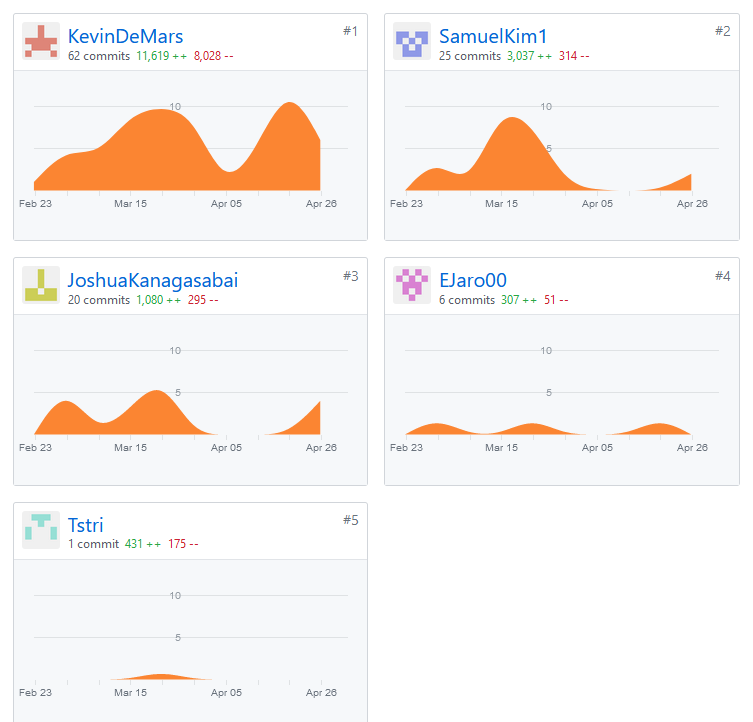 KevinDeMars #1
62 commits 11,619 ++ 8,028 --
10
Feb 23 Mar 15 Apr 05 Apr 26
SamuelKim1 #2
25 commits 3,037 ++ 314 --
10
5
Feb 23 Mar 15 Apr 05 Apr 26
JoshuaKanagasabai #3
20 commits 1,080 ++ 295 --
10
5
Feb 23 Mar 15 Apr 05 Apr 26
EJaro00 #4
6 commits 307 ++ 51 --
10
5
Feb 23 Mar 15 Apr 05 Apr 26
Tstri #5
1 commit 431 ++ 175 --
10
5
Feb 23 Mar 15 Apr 05 Apr 26